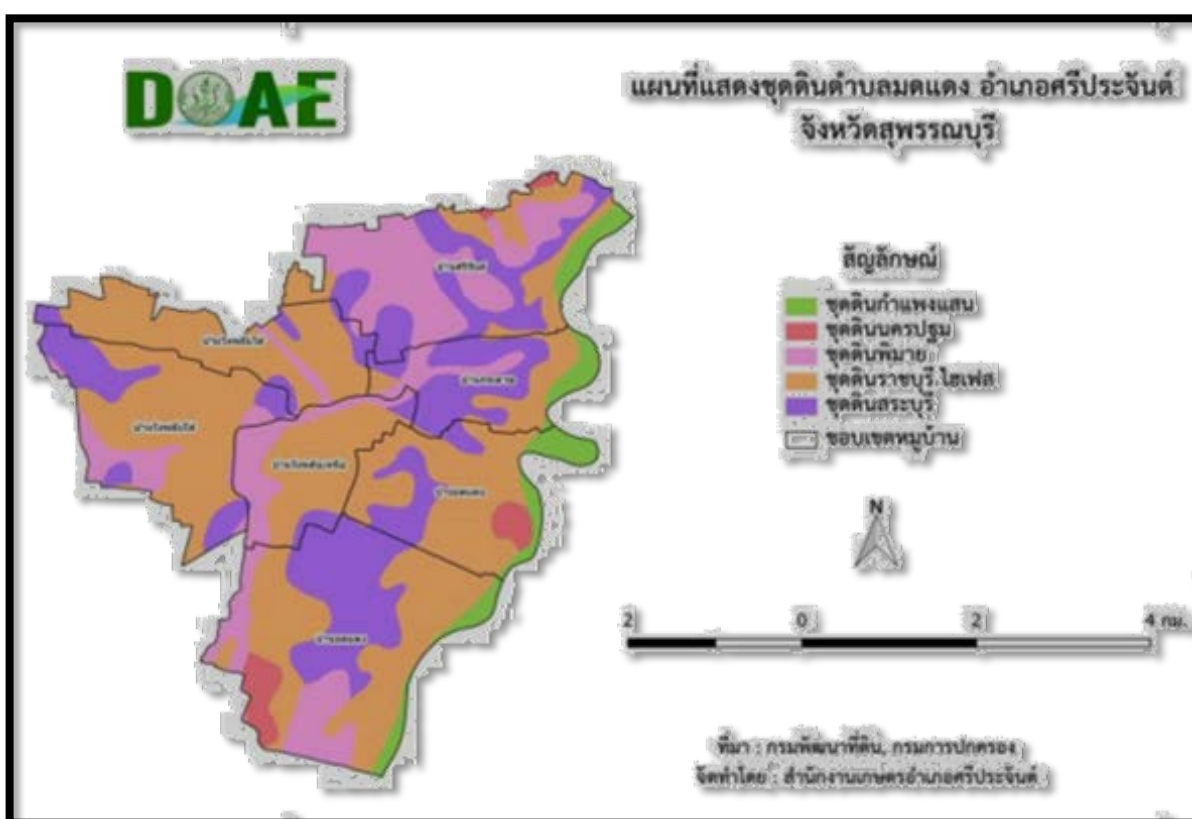 DOAE
แผนที่แสดงชุดดินตำบลมดแดง อำเภอศรีประจันต์
จังหวัดสุพรรณบุรี
สัญลักษณ์
ชุดดินกำแพงแสน
ชุดดินนครปฐม
ชุดดินพิมาย
ชุดดินราชบุรี ไฮเฟส
ชุดดินสระบุรี
ขอบเขตหมู่บ้าน
N
2 0 2 4 กม.
ที่มา : กรมพัฒนาที่ดิน, กรมการปกครอง
จัดทำโดย : สำนักงานเกษตรอำเภอศรีประจันต์